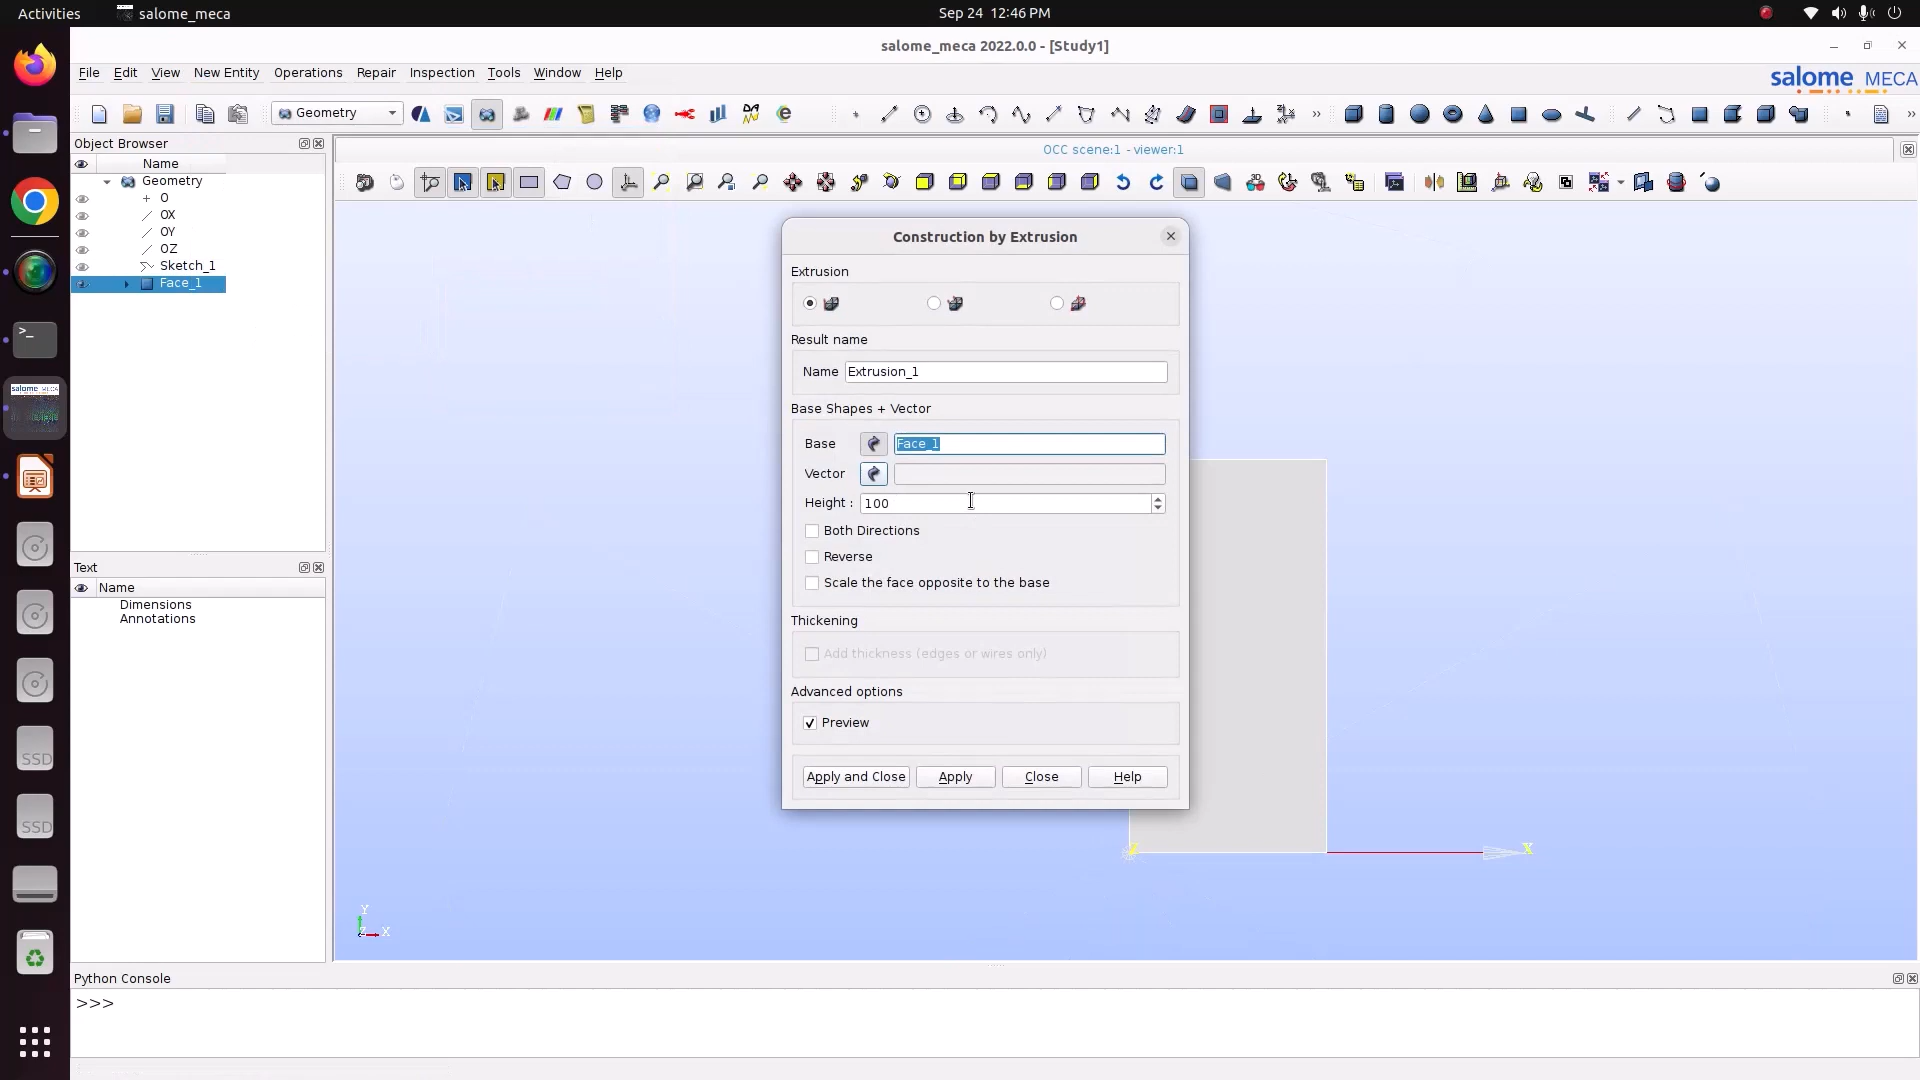 Activities
salome_meca
Sep 24 12:46 PM
salome_meca 2022.0.0 - [Study1]
File Edit View New Entity Operations Repair Inspection Tools Window Help
salome MECA
Geometry
Object Browser
OCC scene:1 - viewer:1
Name
Geometry
O
OX
OY
OZ
Sketch_1
Face_1
Construction by Extrusion
Extrusion
Result name
Name Extrusion_1
Base Shapes + Vector
Base Face_1
Vector
Height : 100
Both Directions
Reverse
Scale the face opposite to the base
Thickening
Add thickness (edges or wires only)
Advanced options
Preview
Apply and Close Apply Close Help
Text
Name
Dimensions
Annotations
X
Z
Y
Z
X
SSD
SSD
Python Console
>>>